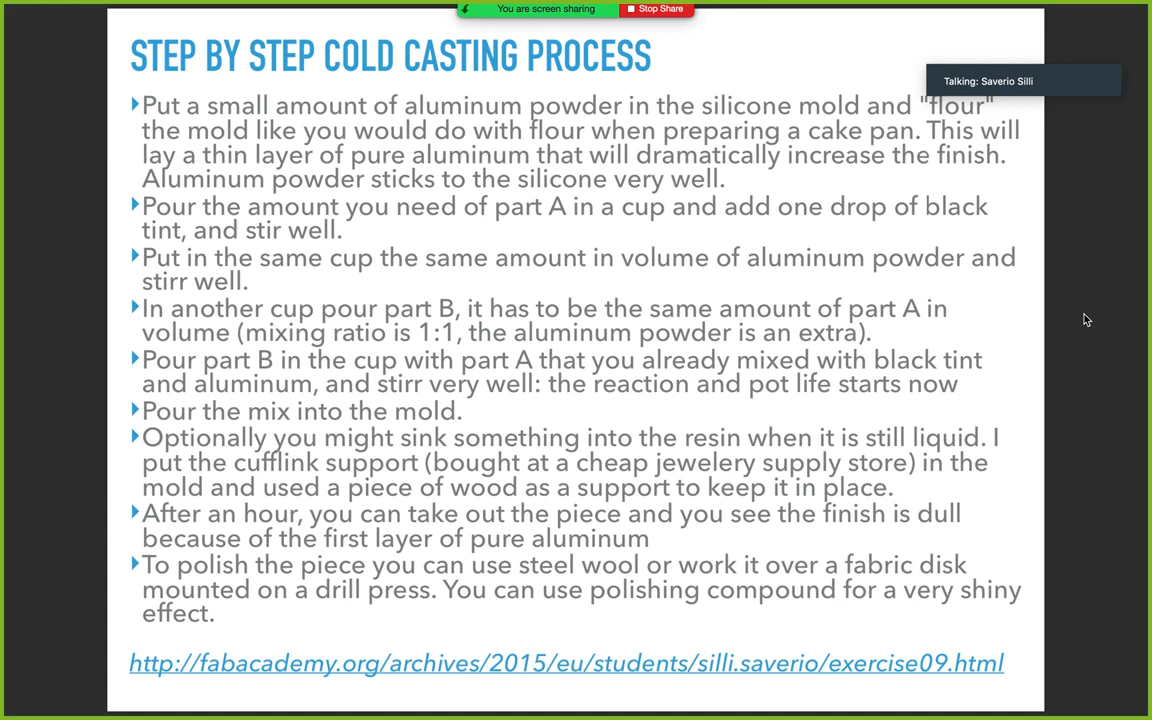 You are screen sharing
Stop Share
STEP BY STEP COLD CASTING PROCESS
Talking: Saverio Silli
Put a small amount of aluminum powder in the silicone mold and "flour"
the mold like you would do with flour when preparing a cake pan. This will
lay a thin layer of pure aluminum that will dramatically increase the finish.
Aluminum powder sticks to the silicone very well.
Pour the amount you need of part A in a cup and add one drop of black
tint, and stir well.
Put in the same cup the same amount in volume of aluminum powder and
stirr well.
In another cup pour part B, it has to be the same amount of part A in
volume (mixing ratio is 1:1, the aluminum powder is an extra).
Pour part B in the cup with part A that you already mixed with black tint
and aluminum, and stirr very well: the reaction and pot life starts now
Pour the mix into the mold.
Optionally you might sink something into the resin when it is still liquid. I
put the cufflink support (bought at a cheap jewelery supply store) in the
mold and used a piece of wood as a support to keep it in place.
After an hour, you can take out the piece and you see the finish is dull
because of the first layer of pure aluminum
To polish the piece you can use steel wool or work it over a fabric disk
mounted on a drill press. You can use polishing compound for a very shiny
effect.
http://fabacademy.org/archives/2015/eu/students/silli.saverio/exercise09.html